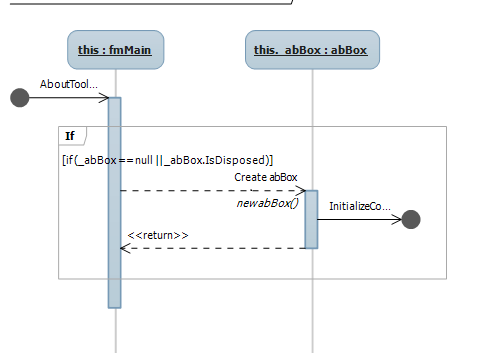 this : fmMain
this._abBox : abBox
AboutTool...
If
[if(_abBox==null||_abBox.IsDisposed)]
Create abBox
newabBox()
InitializeCo...
<<return>>